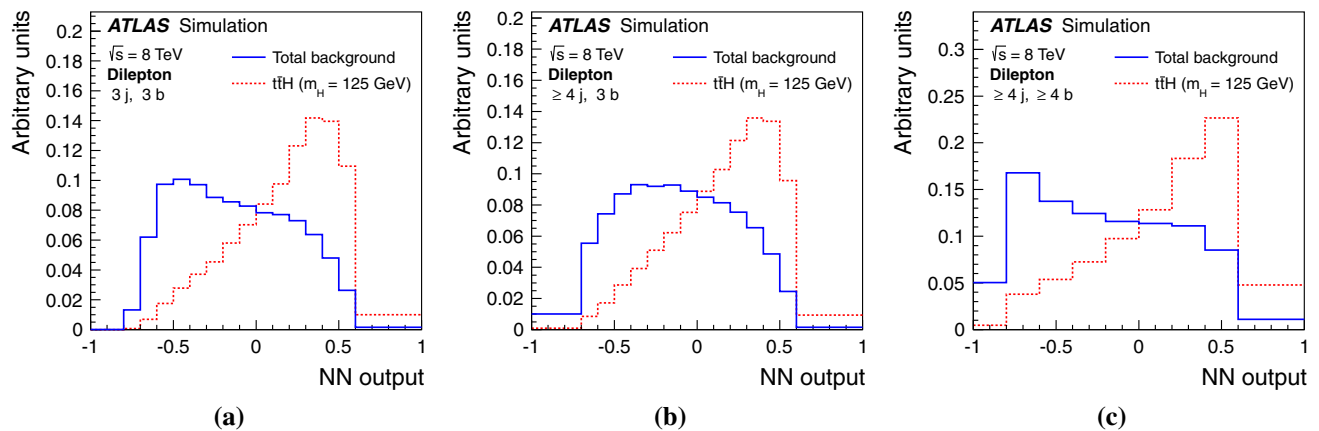 ATLAS Simulation
√s = 8 TeV
Dilepton
3 j, 3 b
Total background
tt̄H (m_H = 125 GeV)
Arbitrary units
0.2
0.18
0.16
0.14
0.12
0.1
0.08
0.06
0.04
0.02
0
-1 -0.5 0 0.5 1
NN output
(a)
ATLAS Simulation
√s = 8 TeV
Dilepton
≥ 4 j, 3 b
Total background
tt̄H (m_H = 125 GeV)
Arbitrary units
0.2
0.18
0.16
0.14
0.12
0.1
0.08
0.06
0.04
0.02
0
-1 -0.5 0 0.5 1
NN output
(b)
ATLAS Simulation
√s = 8 TeV
Dilepton
≥ 4 j, ≥ 4 b
Total background
tt̄H (m_H = 125 GeV)
Arbitrary units
0.3
0.25
0.2
0.15
0.1
0.05
0
-1 -0.5 0 0.5 1
NN output
(c)